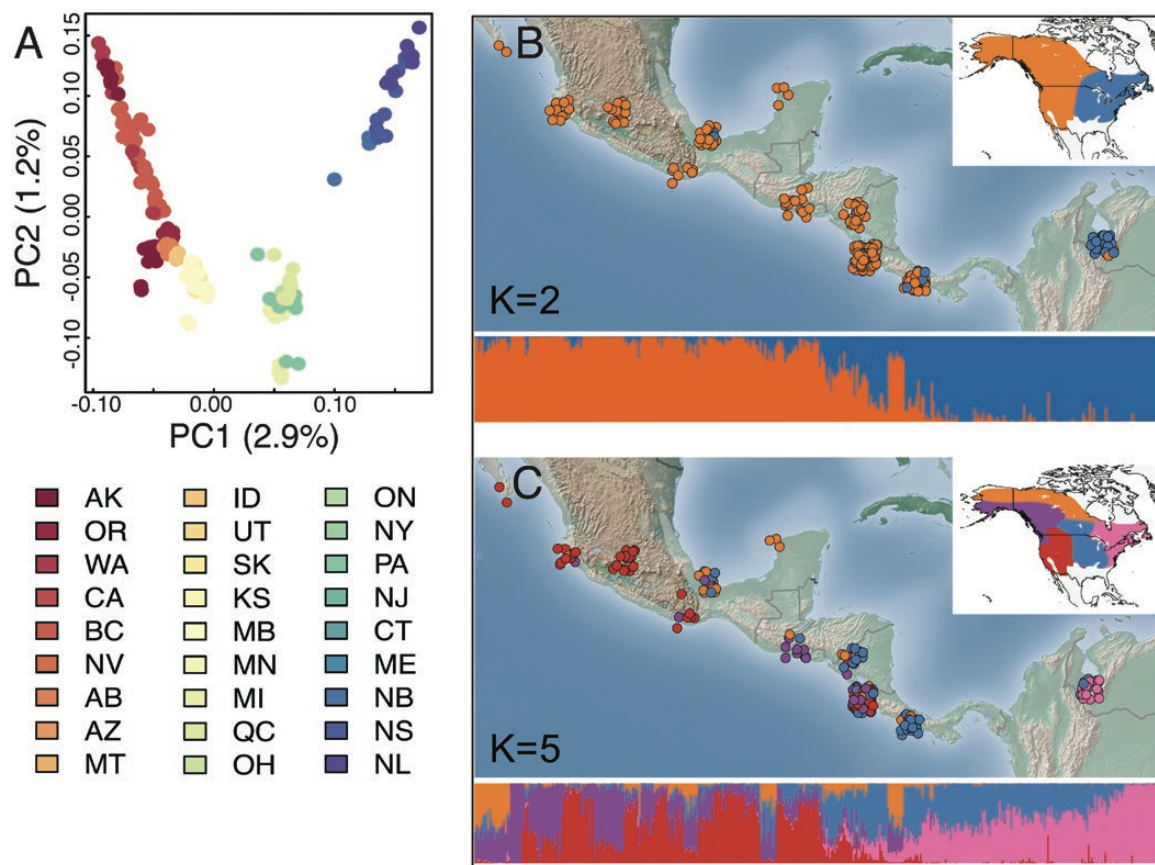 A
0.15
0.10
0.05
0.00
-0.05
-0.10
PC2 (1.2%)
-0.10 0.00 0.10
PC1 (2.9%)
AK ID ON
OR UT NY
WA SK PA
CA KS NJ
BC MB CT
NV MN ME
AB MI NB
AZ QC NS
MT OH NL
B
K=2
C
K=5